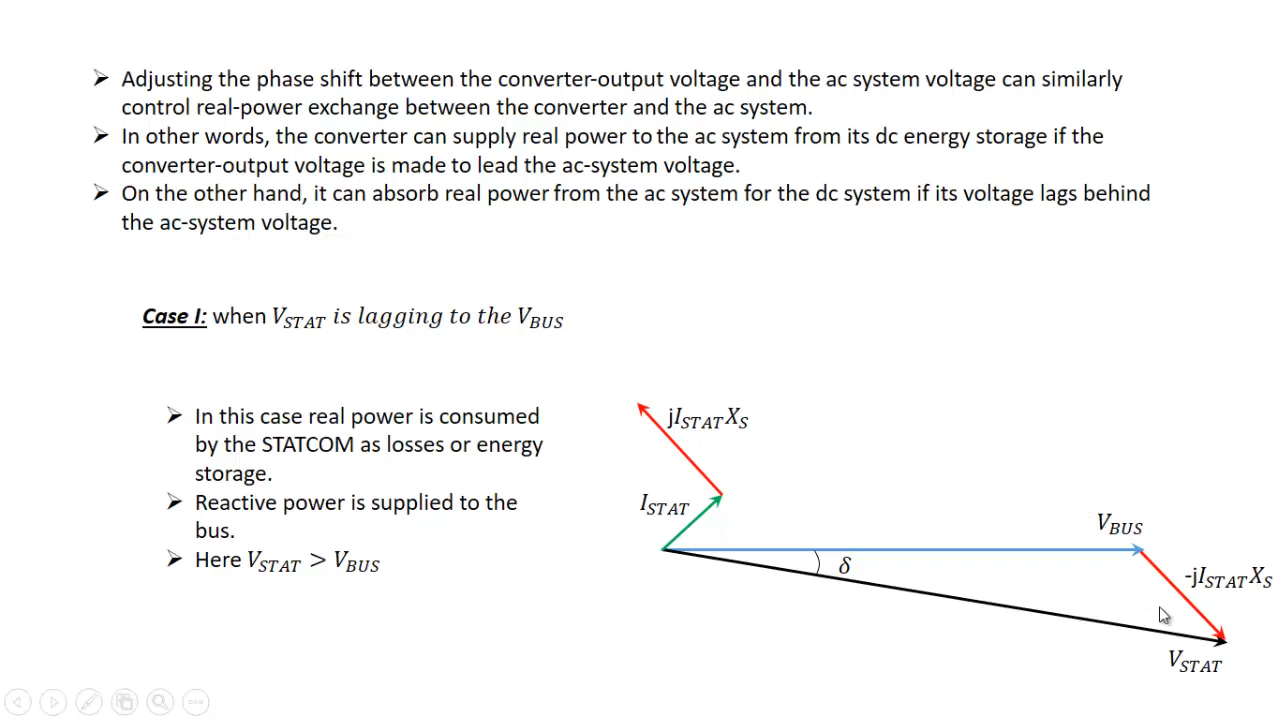 ➢ Adjusting the phase shift between the converter-output voltage and the ac system voltage can similarly
control real-power exchange between the converter and the ac system.
➢ In other words, the converter can supply real power to the ac system from its dc energy storage if the
converter-output voltage is made to lead the ac-system voltage.
➢ On the other hand, it can absorb real power from the ac system for the dc system if its voltage lags behind
the ac-system voltage.
Case I: when V_STAT is lagging to the V_BUS
➢ In this case real power is consumed
by the STATCOM as losses or energy
storage.
➢ Reactive power is supplied to the
bus.
➢ Here V_STAT > V_BUS
jI_STAT X_S
I_STAT
V_BUS
δ
-jI_STAT X_S
V_STAT